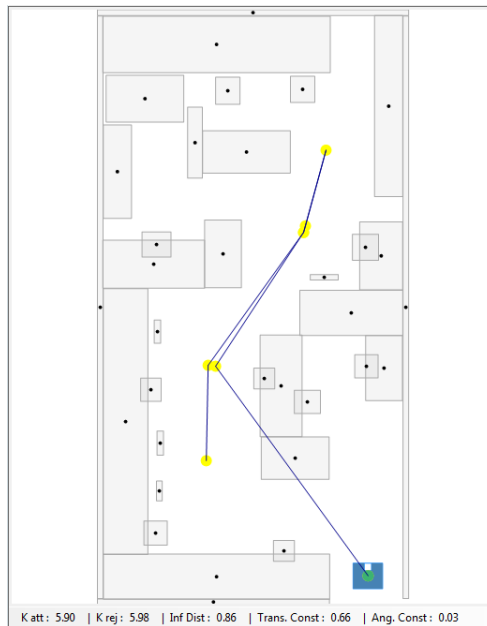 K att : 5.90 | K rej : 5.98 | Inf Dist : 0.86 | Trans. Const : 0.66 | Ang. Const : 0.03